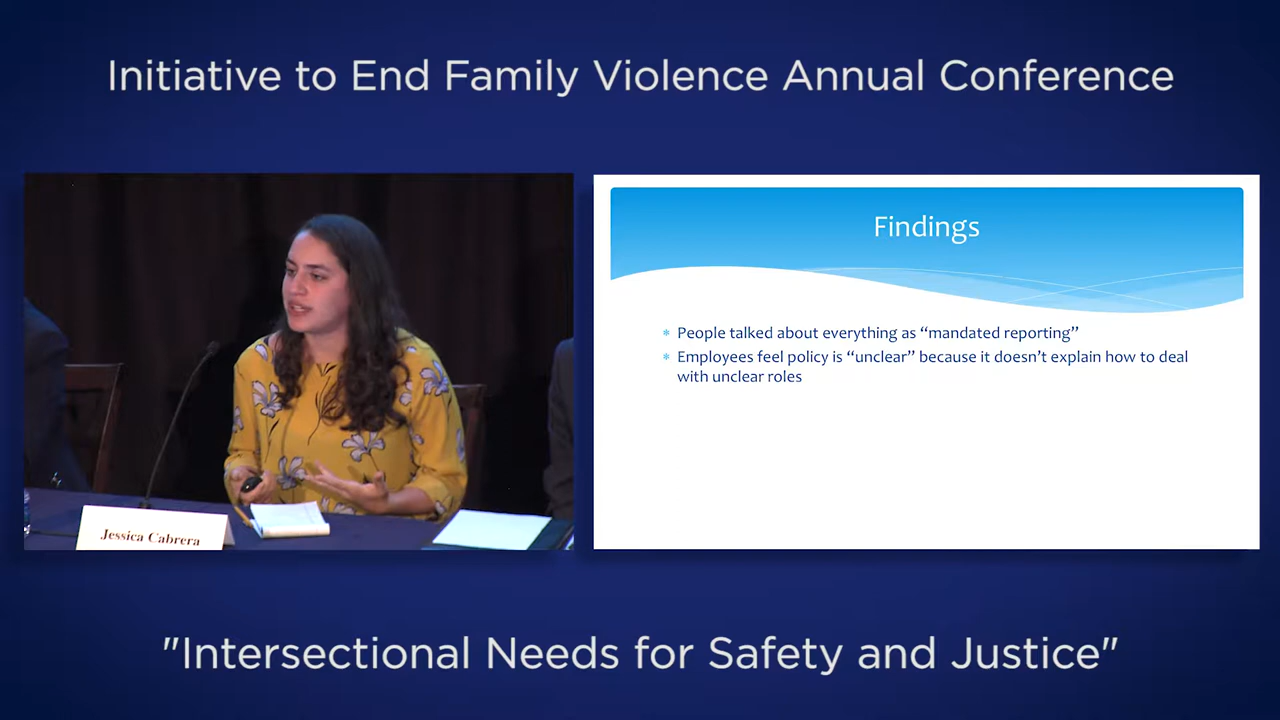 Initiative to End Family Violence Annual Conference
Findings
* People talked about everything as “mandated reporting”
* Employees feel policy is “unclear” because it doesn’t explain how to deal
with unclear roles
Jessica Cabrera
"Intersectional Needs for Safety and Justice"